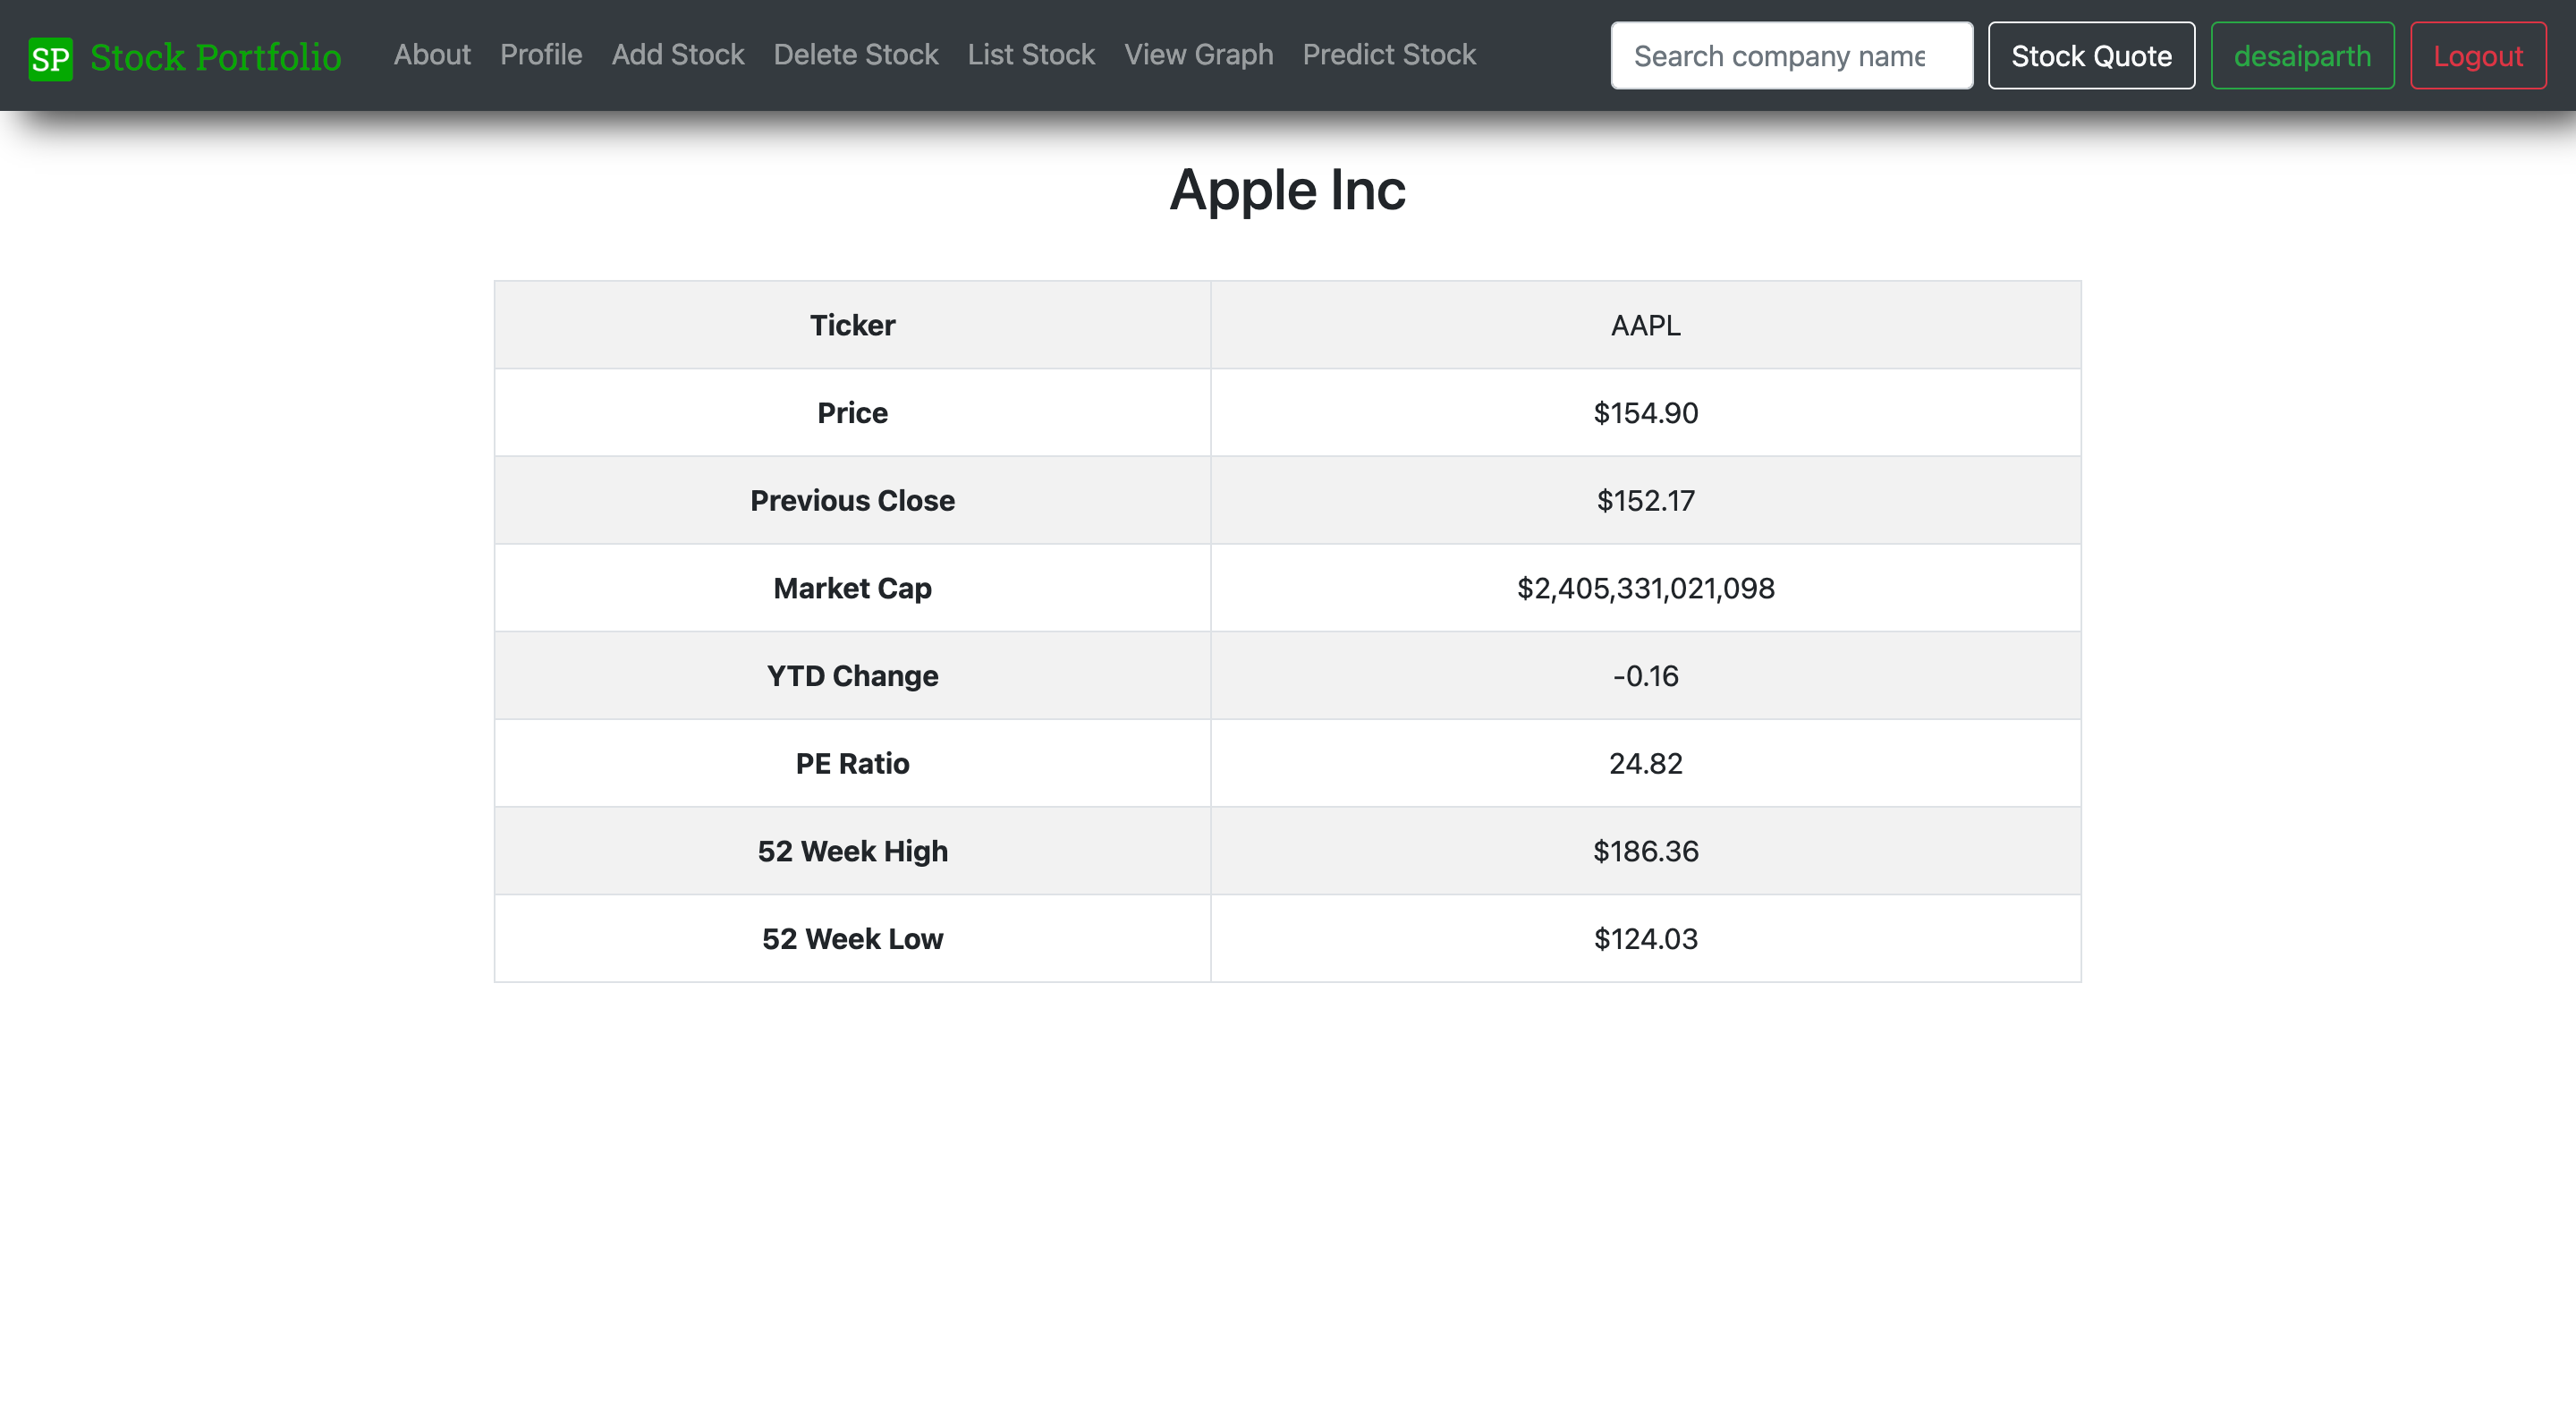 SP Stock Portfolio About Profile Add Stock Delete Stock List Stock View Graph Predict Stock Search company name Stock Quote desaiparth Logout
Apple Inc
Ticker AAPL
Price $154.90
Previous Close $152.17
Market Cap $2,405,331,021,098
YTD Change -0.16
PE Ratio 24.82
52 Week High $186.36
52 Week Low $124.03